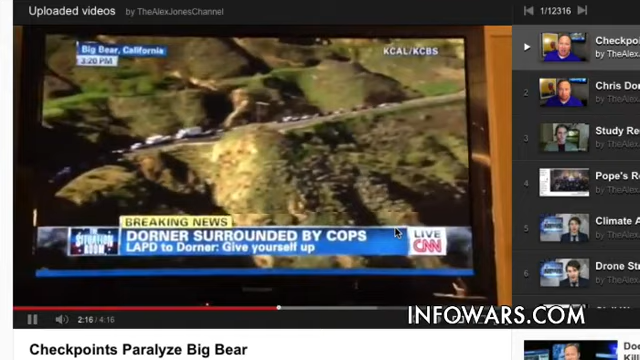 Uploaded videos by TheAlexJonesChannel
1/12316
Big Bear, California
3:20 PM
KCAL/KCBS
BREAKING NEWS
THE SITUATION ROOM
DORNER SURROUNDED BY COPS
LAPD to Dorner: Give yourself up
LIVE
CNN
2:16 / 4:16
INFOWARS.COM
Checkpoints Paralyze Big Bear
Checkpoi
by TheAlexJ
2
Chris Dor
by TheAlex
3
Study Re
by TheAlex
4
Pope's R
by TheAlex
5
Climate A
by TheAlex
6
Drone Str
by TheAlex